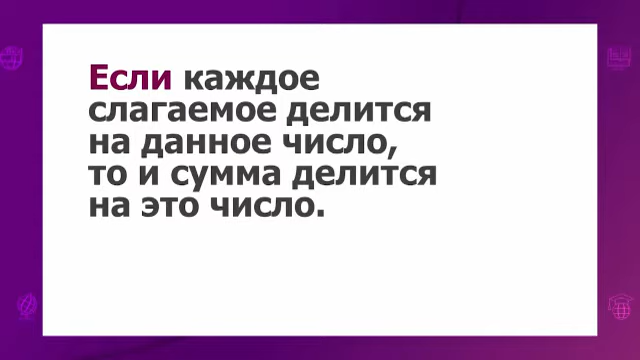 Если каждое
слагаемое делится
на данное число,
то и сумма делится
на это число.